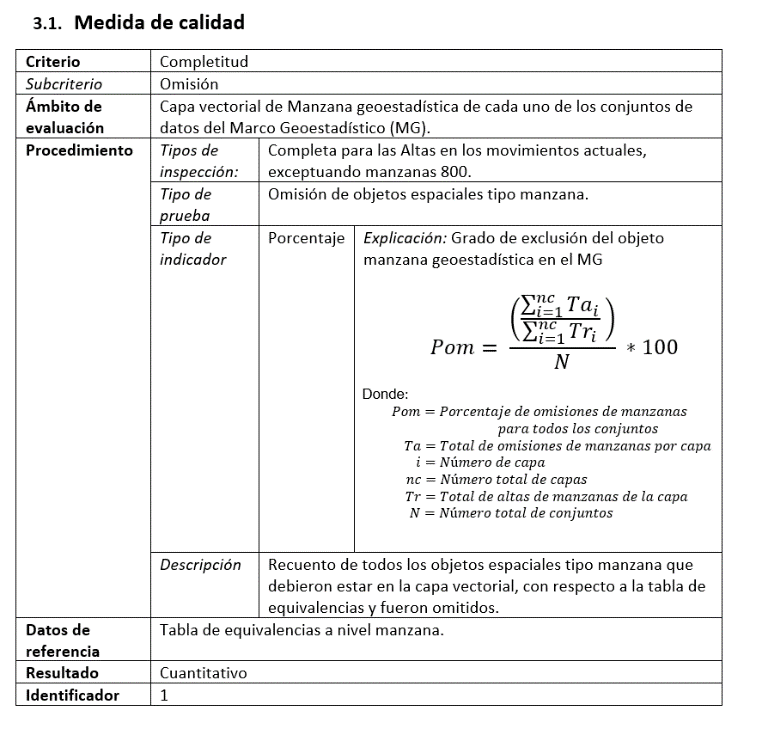 3.1. Medida de calidad
Criterio Completitud
Subcriterio Omisión
Ámbito de evaluación Capa vectorial de Manzana geoestadística de cada uno de los conjuntos de
datos del Marco Geoestadístico (MG).
Procedimiento Tipos de inspección: Completa para las Altas en los movimientos actuales,
exceptuando manzanas 800.
Tipo de prueba Omisión de objetos espaciales tipo manzana.
Tipo de indicador Porcentaje Explicación: Grado de exclusión del objeto
manzana geoestadística en el MG
Pom = ((∑_{i=1}^{nc} Ta_i / ∑_{i=1}^{nc} Tr_i) / N) * 100
Donde:
Pom = Porcentaje de omisiones de manzanas
para todos los conjuntos
Ta = Total de omisiones de manzanas por capa
i = Número de capa
nc = Número total de capas
Tr = Total de altas de manzanas de la capa
N = Número total de conjuntos
Descripción Recuento de todos los objetos espaciales tipo manzana que
debieron estar en la capa vectorial, con respecto a la tabla de
equivalencias y fueron omitidos.
Datos de referencia Tabla de equivalencias a nivel manzana.
Resultado Cuantitativo
Identificador 1